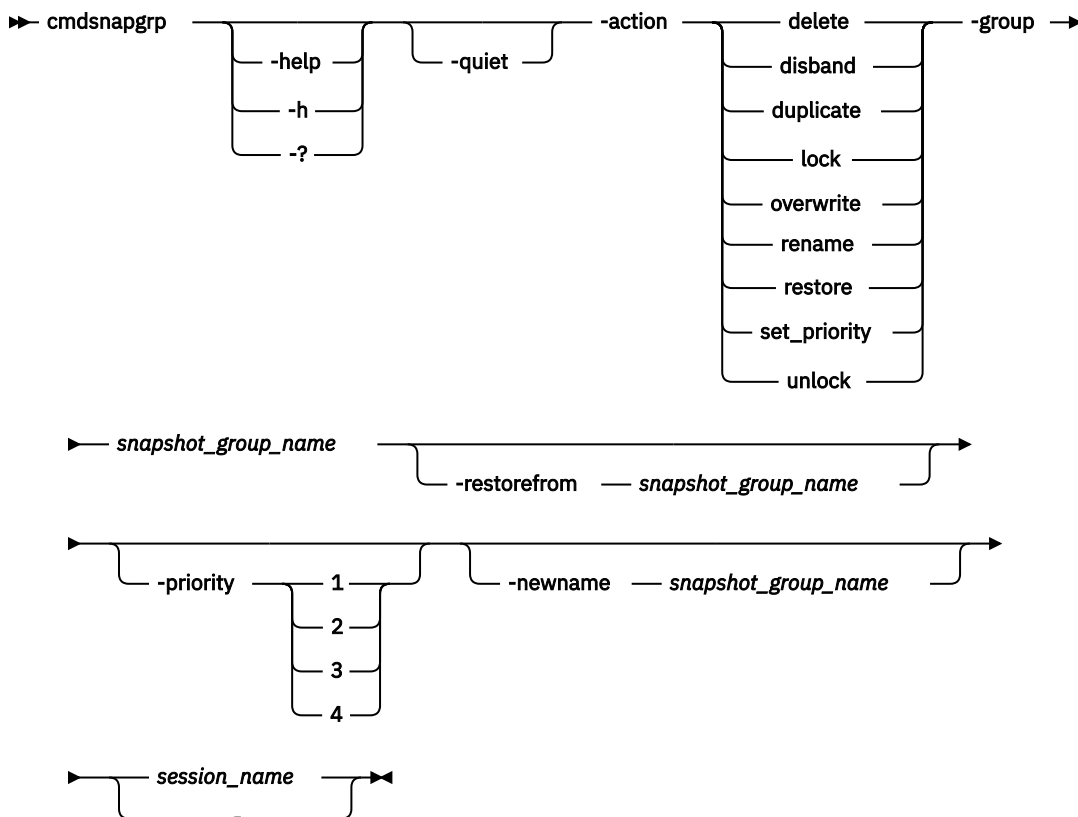 cmdsnapgrp -action delete -group
-help -quiet disband
-h duplicate
-? lock
overwrite
rename
restore
set_priority
unlock
snapshot_group_name
-restorefrom snapshot_group_name
-priority 1 -newname snapshot_group_name
2
3
4
session_name